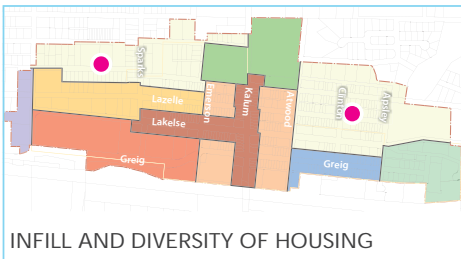 Sparks
Emerson
Kalum
Atwood
Clinton
Apsley
Lazelle
Lakelse
Greig
Greig
INFILL AND DIVERSITY OF HOUSING